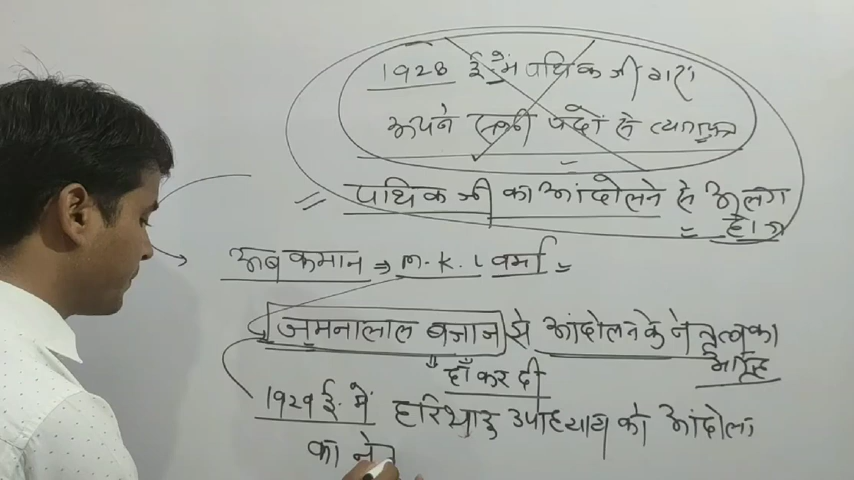 1928 ई. में पथिक जी द्वारा
अपने सभी पदों से त्यागपत्र
= पथिक जी का आंदोलन से अलग
हो ग
अब कमान ⇒ M.K.L वर्मा =
जमनालाल बजाज से आंदोलन के नेतृत्व का
आग्रह
हाँ कर दी
1929 ई. में हरिभाऊ उपाध्याय को आंदोलन
का नेत